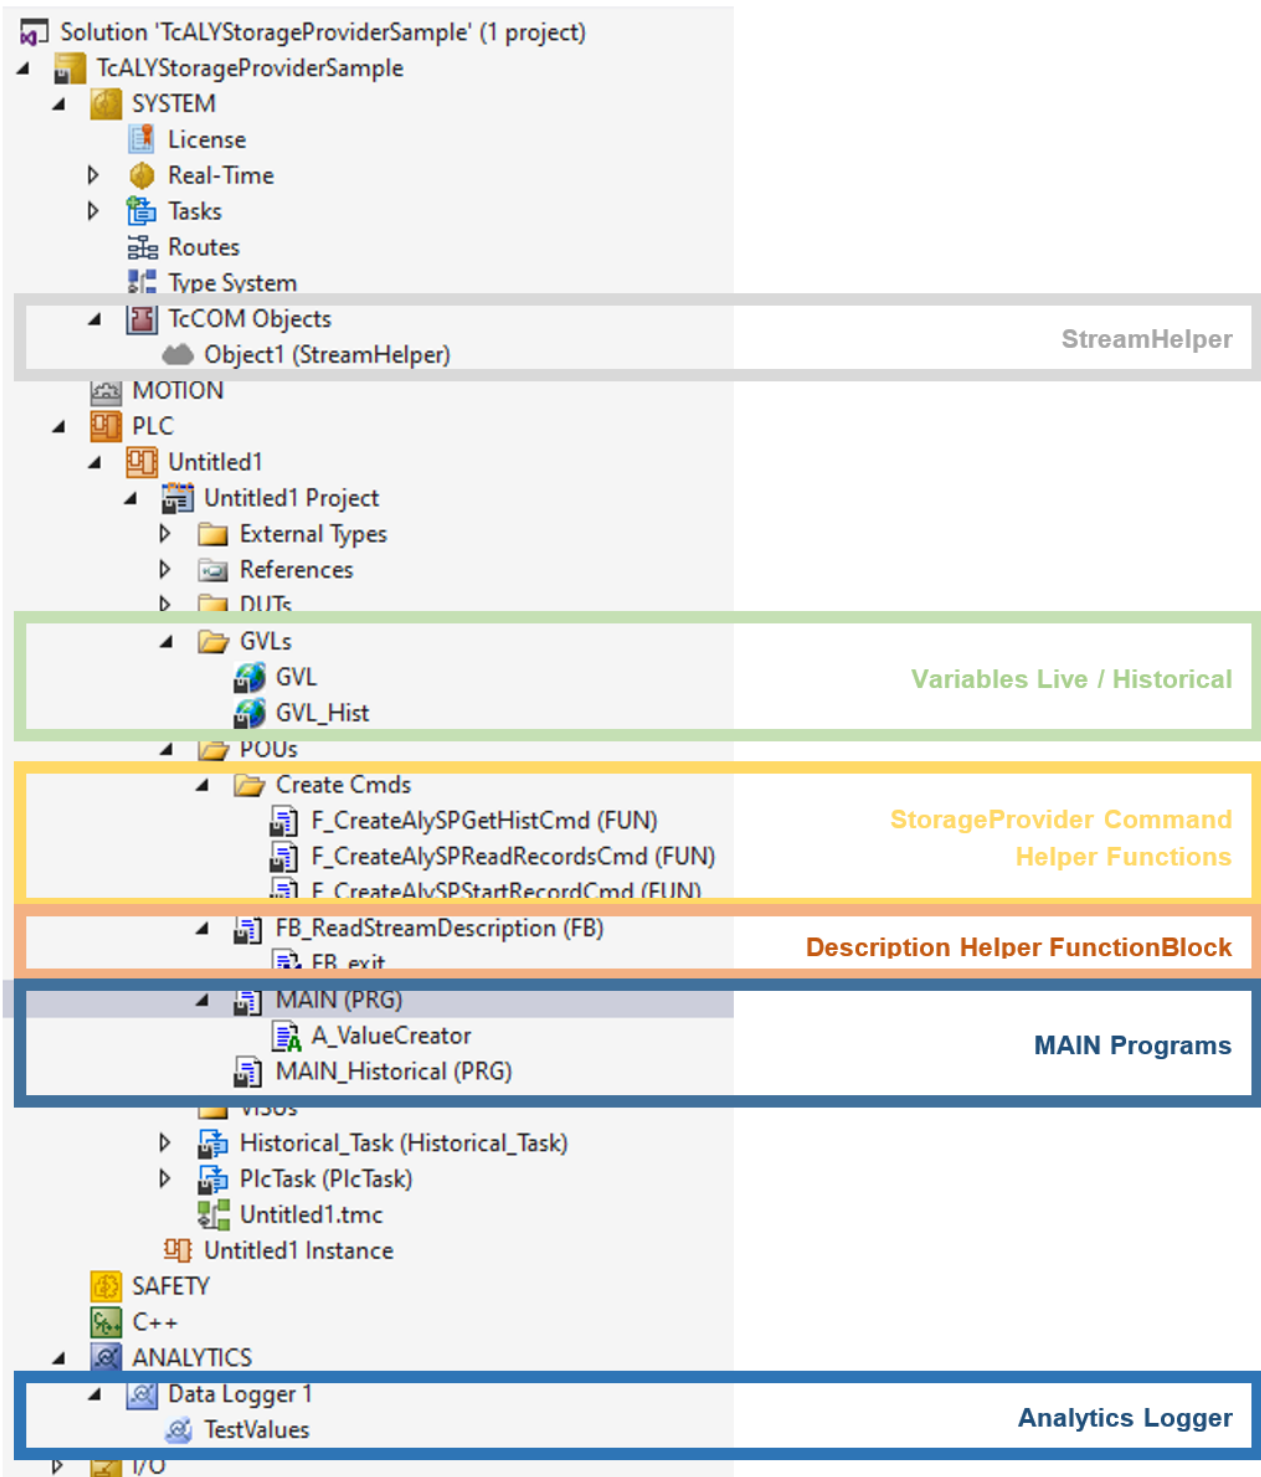 Solution 'TcALYStorageProviderSample' (1 project)
TcALYStorageProviderSample
SYSTEM
License
Real-Time
Tasks
Routes
Type System
TcCOM Objects
StreamHelper
Object1 (StreamHelper)
MOTION
PLC
Untitled1
Untitled1 Project
External Types
References
DUTs
GVLs
GVL
Variables Live / Historical
GVL_Hist
POUs
Create Cmds
F_CreateAlySPGetHistCmd (FUN)
StorageProvider Command
F_CreateAlySPReadRecordsCmd (FUN)
Helper Functions
F_CreateAlySPStartRecordCmd (FUN)
FB_ReadStreamDescription (FB)
Description Helper FunctionBlock
FB_exit
MAIN (PRG)
A_ValueCreator
MAIN Programs
MAIN_Historical (PRG)
VISUs
Historical_Task (Historical_Task)
PlcTask (PlcTask)
Untitled1.tmc
Untitled1 Instance
SAFETY
C++
ANALYTICS
Data Logger 1
Analytics Logger
TestValues
I/O